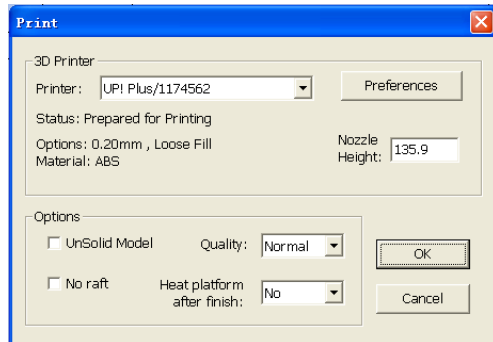 Print
3D Printer
Printer: UP! Plus/1174562
Preferences
Status: Prepared for Printing
Options: 0.20mm , Loose Fill
Material: ABS
Nozzle
Height: 135.9
Options
UnSolid Model
Quality: Normal
OK
No raft
Heat platform
after finish: No
Cancel